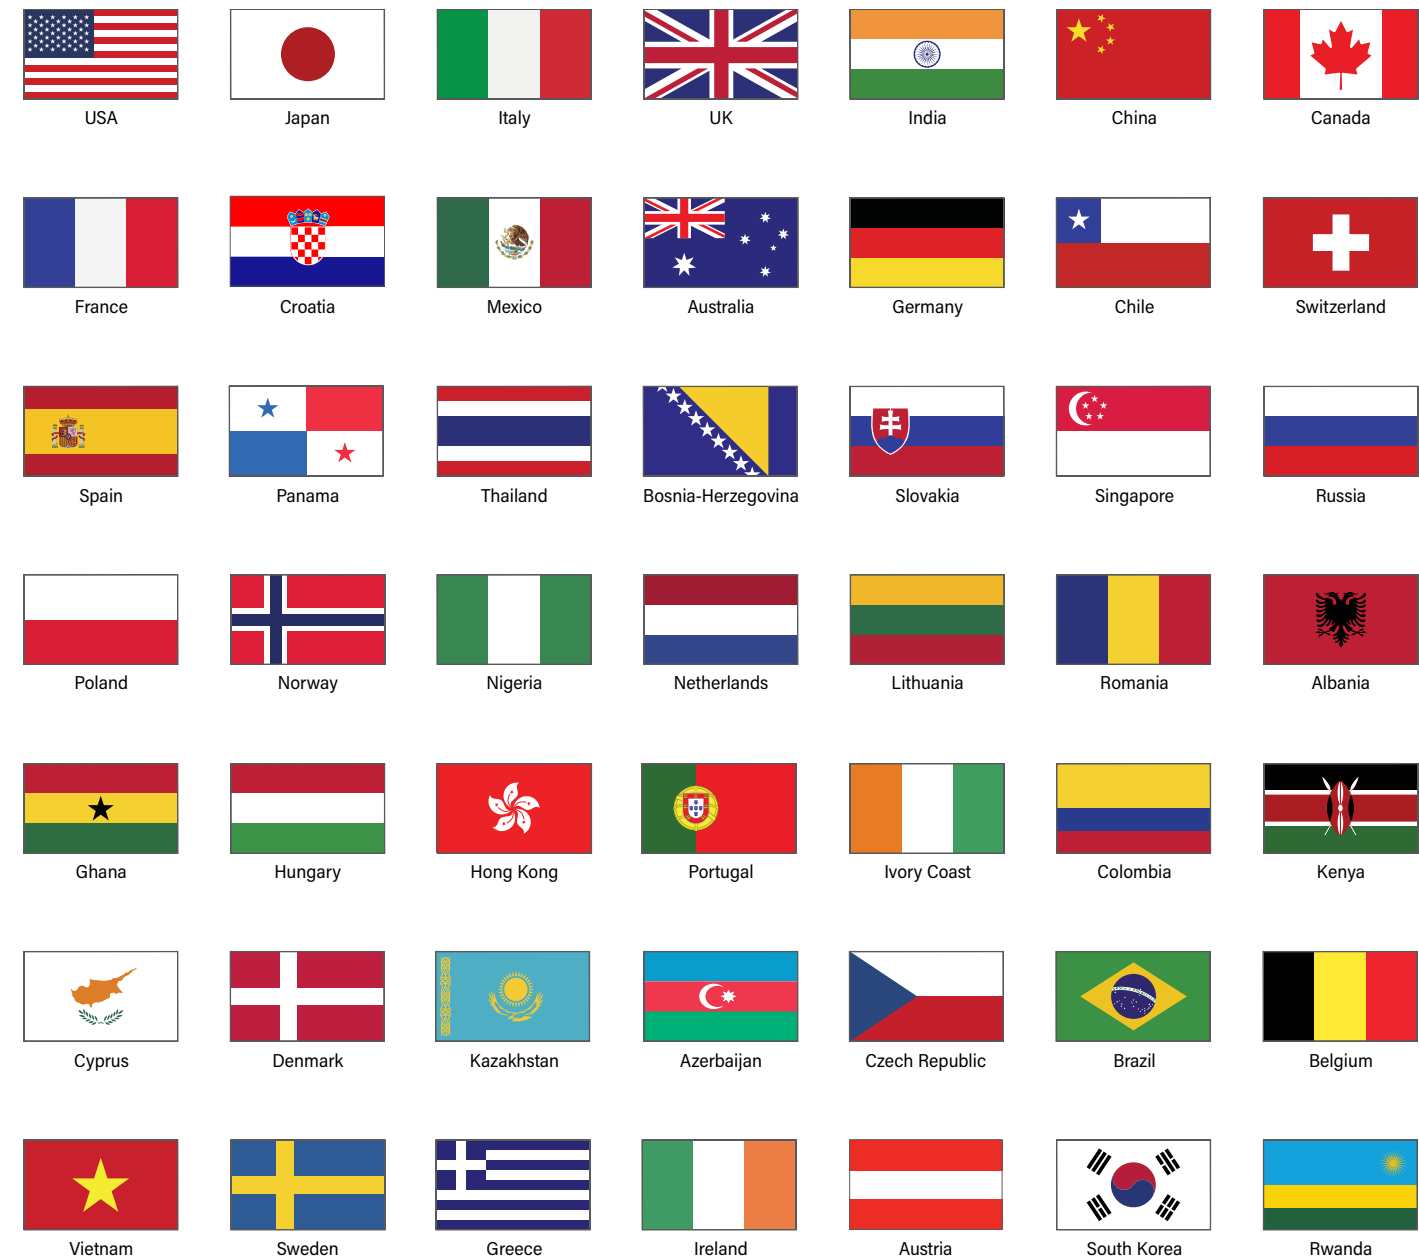 USA Japan Italy UK India China Canada
France Croatia Mexico Australia Germany Chile Switzerland
Spain Panama Thailand Bosnia-Herzegovina Slovakia Singapore Russia
Poland Norway Nigeria Netherlands Lithuania Romania Albania
Ghana Hungary Hong Kong Portugal Ivory Coast Colombia Kenya
Cyprus Denmark Kazakhstan Azerbaijan Czech Republic Brazil Belgium
Vietnam Sweden Greece Ireland Austria South Korea Rwanda